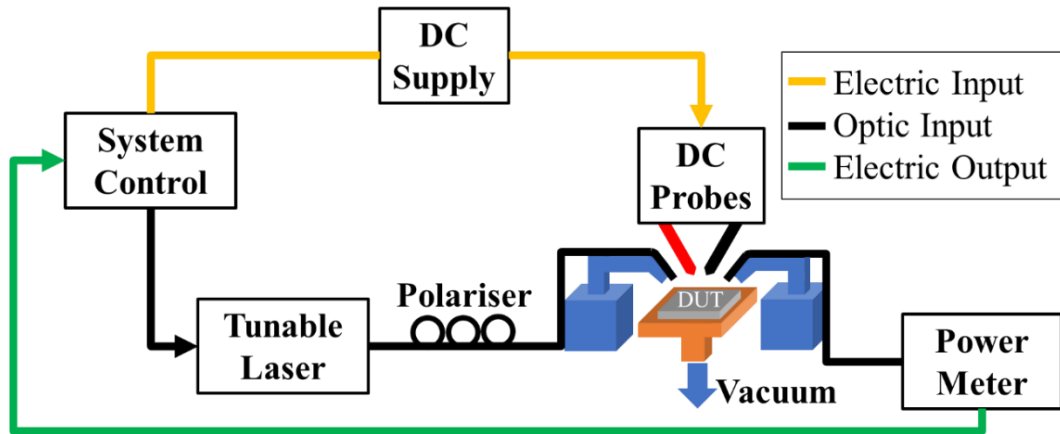 DC
Supply
System
Control
DC
Probes
Electric Input
Optic Input
Electric Output
Polariser
DUT
Tunable
Laser
Vacuum
Power
Meter